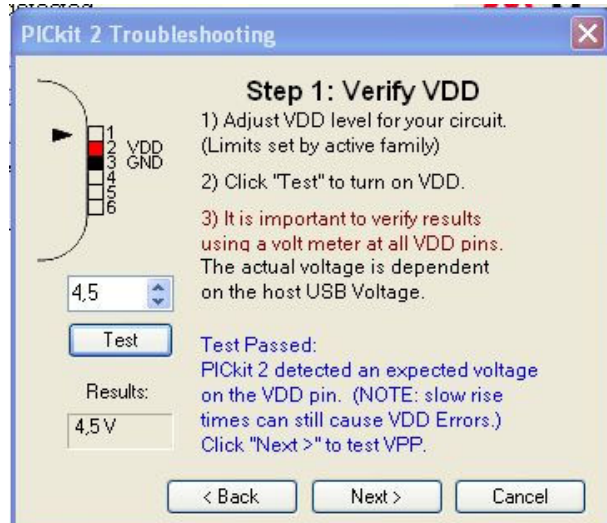 PICkit 2 Troubleshooting
Step 1: Verify VDD
1) Adjust VDD level for your circuit.
(Limits set by active family)
2) Click "Test" to turn on VDD.
3) It is important to verify results
using a volt meter at all VDD pins.
The actual voltage is dependent
on the host USB Voltage.
1
2 VDD
3 GND
4
5
6
4,5
Test
Results:
4,5 V
Test Passed:
PICkit 2 detected an expected voltage
on the VDD pin. (NOTE: slow rise
times can still cause VDD Errors.)
Click "Next >" to test VPP.
< Back
Next >
Cancel